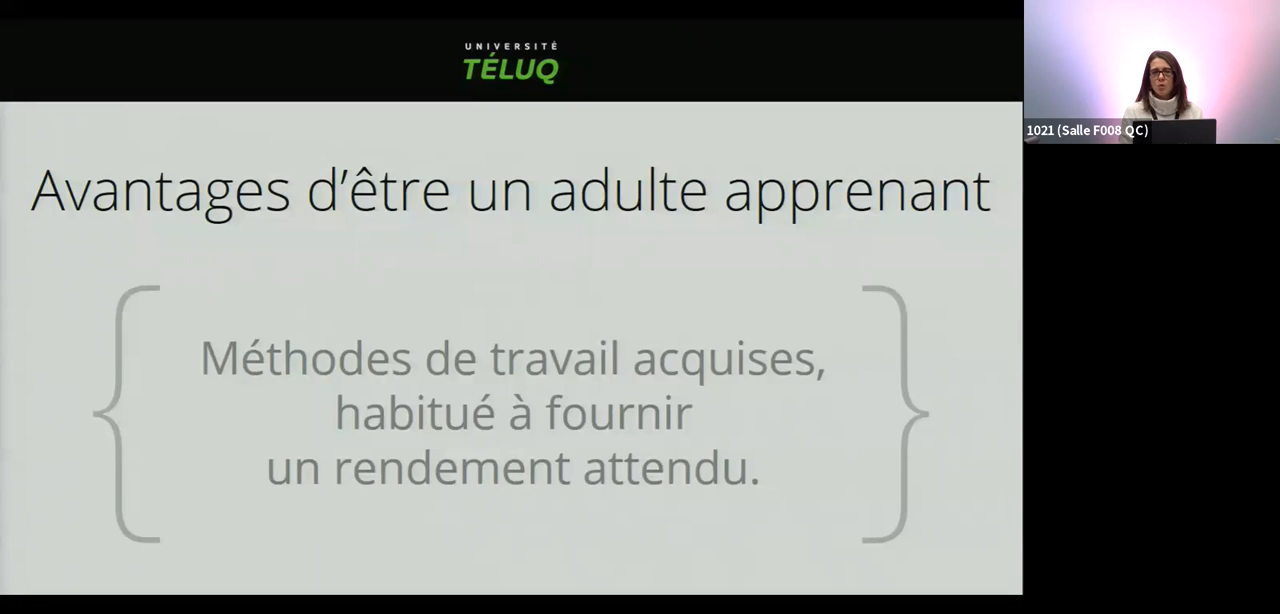 UNIVERSITÉ
TÉLUQ
Avantages d’être un adulte apprenant
Méthodes de travail acquises,
habitué à fournir
un rendement attendu.
1021 (Salle F008 QC)